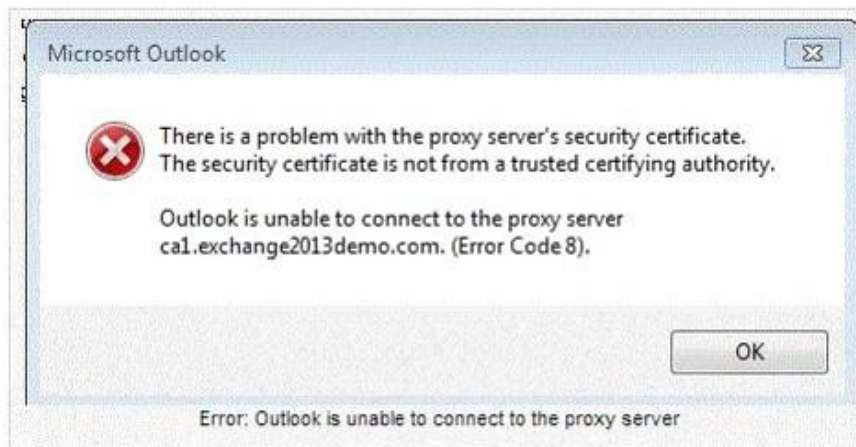 Microsoft Outlook
There is a problem with the proxy server's security certificate.
The security certificate is not from a trusted certifying authority.
Outlook is unable to connect to the proxy server
ca1.exchange2013demo.com. (Error Code 8).
OK
Error: Outlook is unable to connect to the proxy server